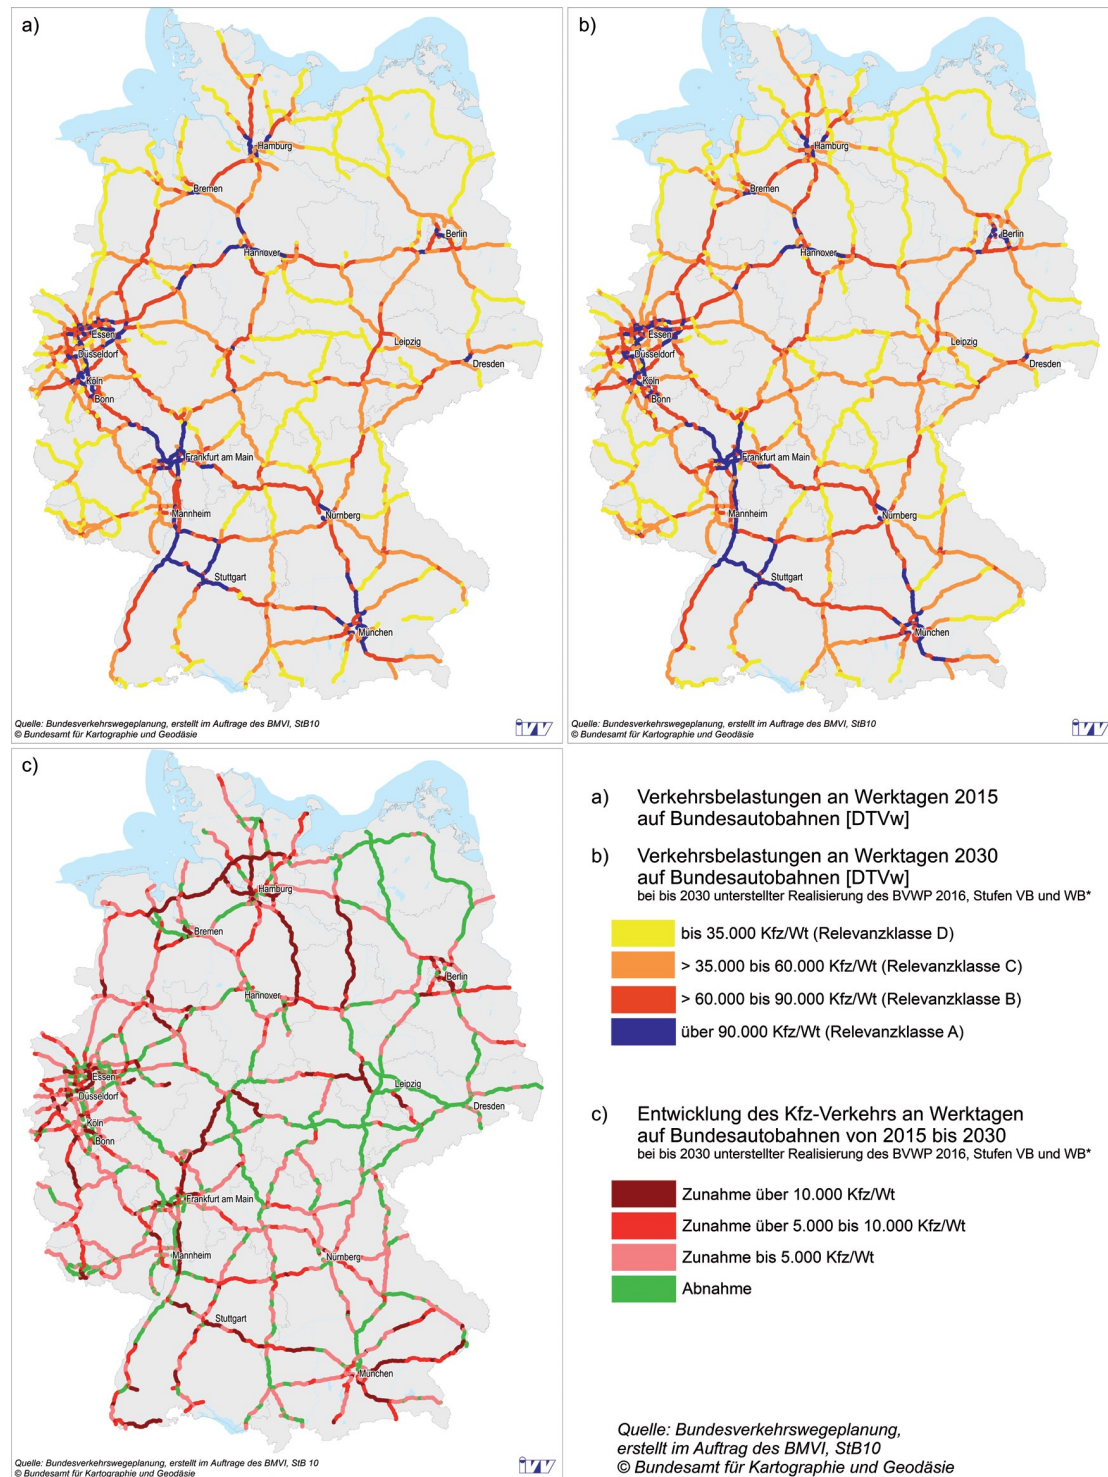 a)
Hamburg
Bremen
Berlin
Hannover
Essen
Düsseldorf
Leipzig
Dresden
Köln
Bonn
Frankfurt am Main
Mannheim
Nürnberg
Stuttgart
München
Quelle: Bundesverkehrswegeplanung, erstellt im Auftrage des BMVI, StB10
© Bundesamt für Kartographie und Geodäsie
ivv
b)
Hamburg
Bremen
Berlin
Hannover
Essen
Düsseldorf
Leipzig
Dresden
Köln
Bonn
Frankfurt am Main
Mannheim
Nürnberg
Stuttgart
München
Quelle: Bundesverkehrswegeplanung, erstellt im Auftrage des BMVI, StB10
© Bundesamt für Kartographie und Geodäsie
ivv
c)
Hamburg
Bremen
Berlin
Hannover
Essen
Düsseldorf
Leipzig
Dresden
Köln
Bonn
Frankfurt am Main
Mannheim
Nürnberg
Stuttgart
München
Quelle: Bundesverkehrswegeplanung, erstellt im Auftrage des BMVI, StB 10
© Bundesamt für Kartographie und Geodäsie
ivv
a) Verkehrsbelastungen an Werktagen 2015
auf Bundesautobahnen [DTVw]
b) Verkehrsbelastungen an Werktagen 2030
auf Bundesautobahnen [DTVw]
bei bis 2030 unterstellter Realisierung des BVWP 2016, Stufen VB und WB*
bis 35.000 Kfz/Wt (Relevanzklasse D)
> 35.000 bis 60.000 Kfz/Wt (Relevanzklasse C)
> 60.000 bis 90.000 Kfz/Wt (Relevanzklasse B)
über 90.000 Kfz/Wt (Relevanzklasse A)
c) Entwicklung des Kfz-Verkehrs an Werktagen
auf Bundesautobahnen von 2015 bis 2030
bei bis 2030 unterstellter Realisierung des BVWP 2016, Stufen VB und WB*
Zunahme über 10.000 Kfz/Wt
Zunahme über 5.000 bis 10.000 Kfz/Wt
Zunahme bis 5.000 Kfz/Wt
Abnahme
Quelle: Bundesverkehrswegeplanung,
erstellt im Auftrag des BMVI, StB10
© Bundesamt für Kartographie und Geodäsie